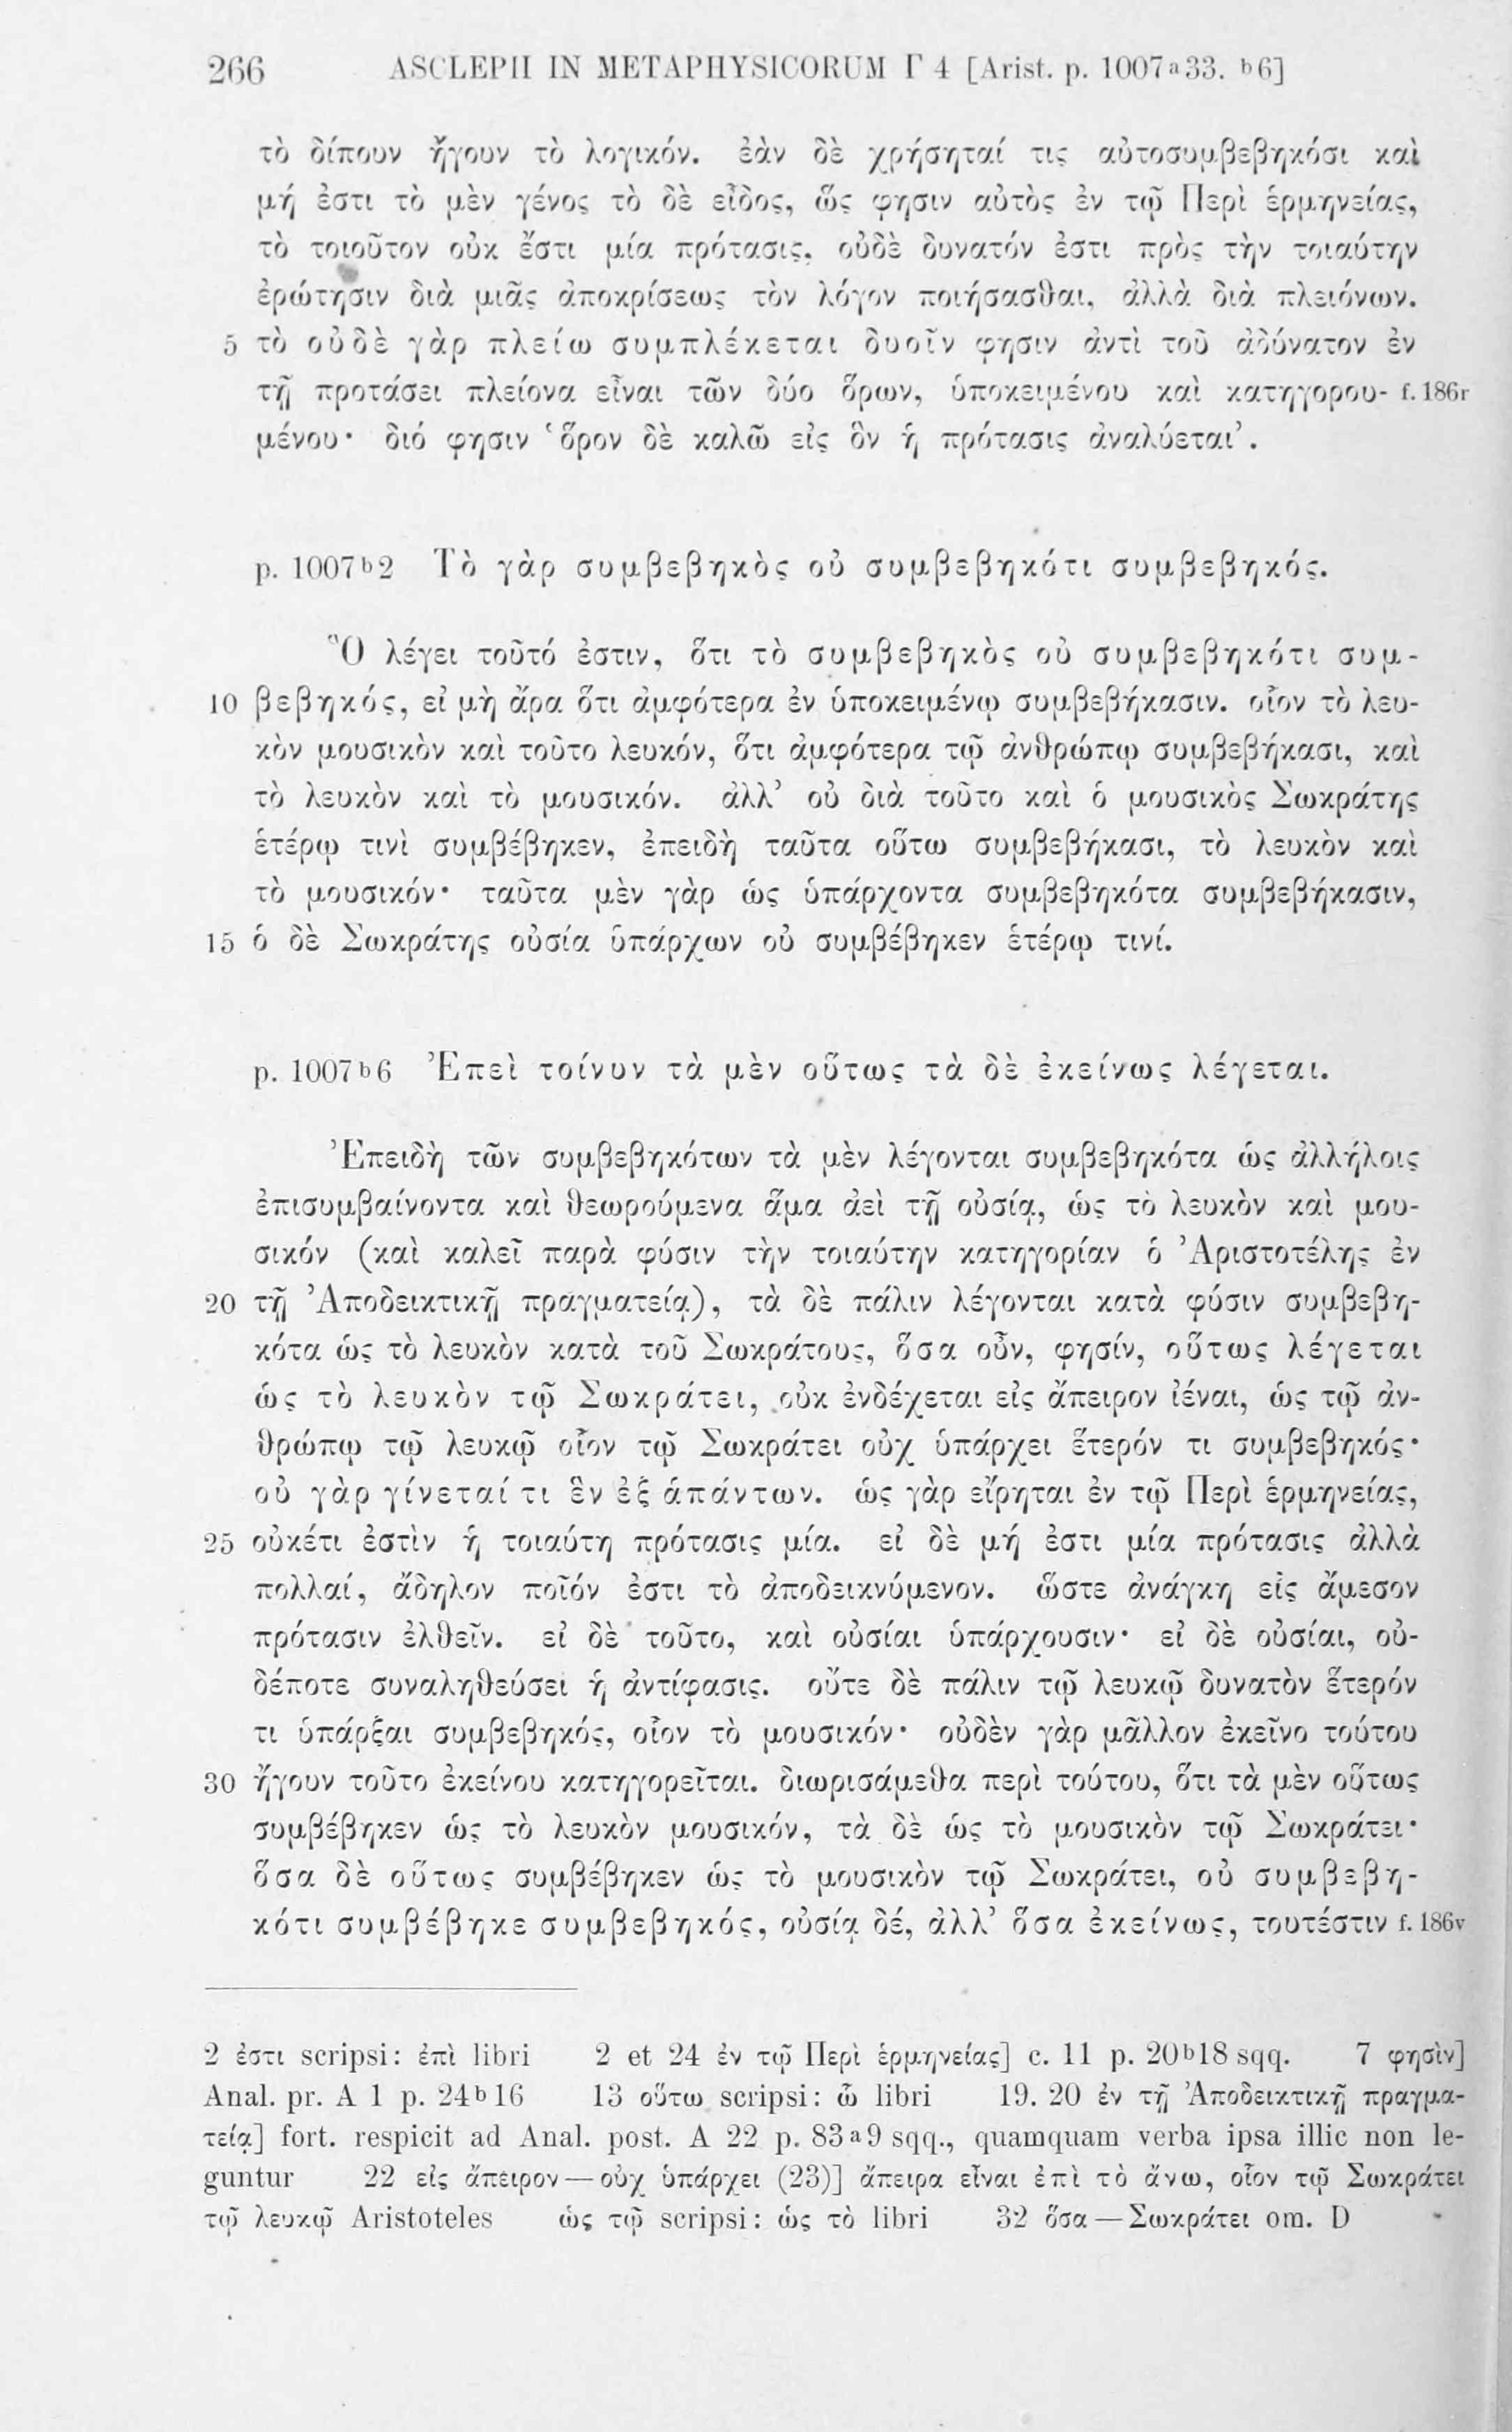 266 ASCLEPII IN METAPHYSICORUM Γ 4 [Arist. p. 1007ª33. ᵇ6]
τὸ δίπουν ἤγουν τὸ λογικόν. ἐὰν δὲ χρήσηταί τις αὐτοσυμβεβηκόσι καὶ
μή ἐστι τὸ μὲν γένος τὸ δὲ εἶδος, ὥς φησιν αὐτὸς ἐν τῷ Περὶ ἑρμηνείας,
τὸ τοιοῦτον οὐκ ἔστι μία πρότασις, οὐδὲ δυνατόν ἐστι πρὸς τὴν τοιαύτην
ἐρώτησιν διὰ μιᾶς ἀποκρίσεως τὸν λόγον ποιήσασθαι, ἀλλὰ διὰ πλειόνων.
5 τὸ οὐδὲ γὰρ πλείω συμπλέκεται δυοῖν φησιν ἀντὶ τοῦ ἀδύνατον ἐν
τῇ προτάσει πλείονα εἶναι τῶν δύο ὅρων, ὑποκειμένου καὶ κατηγορου- f. 186r
μένου· διό φησιν ‘ὅρον δὲ καλῶ εἰς ὃν ἡ πρότασις ἀναλύεται’.
p. 1007ᵇ2 Τὸ γὰρ συμβεβηκὸς οὐ συμβεβηκότι συμβεβηκός.
Ὃ λέγει τοῦτό ἐστιν, ὅτι τὸ συμβεβηκὸς οὐ συμβεβηκότι συμ-
10 βεβηκός, εἰ μὴ ἄρα ὅτι ἀμφότερα ἐν ὑποκειμένῳ συμβεβήκασιν. οἷον τὸ λευ-
κὸν μουσικὸν καὶ τοῦτο λευκόν, ὅτι ἀμφότερα τῷ ἀνθρώπῳ συμβεβήκασι, καὶ
τὸ λευκὸν καὶ τὸ μουσικόν. ἀλλ’ οὐ διὰ τοῦτο καὶ ὁ μουσικὸς Σωκράτης
ἑτέρῳ τινὶ συμβέβηκεν, ἐπειδὴ ταῦτα οὕτω συμβεβήκασι, τὸ λευκὸν καὶ
τὸ μουσικόν· ταῦτα μὲν γὰρ ὡς ὑπάρχοντα συμβεβηκότα συμβεβήκασιν,
15 ὁ δὲ Σωκράτης οὐσία ὑπάρχων οὐ συμβέβηκεν ἑτέρῳ τινί.
p. 1007ᵇ6 Ἐπεὶ τοίνυν τὰ μὲν οὕτως τὰ δὲ ἐκείνως λέγεται.
Ἐπειδὴ τῶν συμβεβηκότων τὰ μὲν λέγονται συμβεβηκότα ὡς ἀλλήλοις
ἐπισυμβαίνοντα καὶ θεωρούμενα ἅμα ἀεὶ τῇ οὐσίᾳ, ὡς τὸ λευκὸν καὶ μου-
σικόν (καὶ καλεῖ παρὰ φύσιν τὴν τοιαύτην κατηγορίαν ὁ Ἀριστοτέλης ἐν
20 τῇ Ἀποδεικτικῇ πραγματείᾳ), τὰ δὲ πάλιν λέγονται κατὰ φύσιν συμβεβη-
κότα ὡς τὸ λευκὸν κατὰ τοῦ Σωκράτους, ὅσα οὖν, φησίν, οὕτως λέγεται
ὡς τὸ λευκὸν τῷ Σωκράτει, οὐκ ἐνδέχεται εἰς ἄπειρον ἰέναι, ὡς τῷ ἀν-
θρώπῳ τῷ λευκῷ οἷον τῷ Σωκράτει οὐχ ὑπάρχει ἕτερόν τι συμβεβηκός·
οὐ γὰρ γίνεταί τι ἓν ἐξ ἁπάντων. ὡς γὰρ εἴρηται ἐν τῷ Περὶ ἑρμηνείας,
25 οὐκέτι ἐστὶν ἡ τοιαύτη πρότασις μία. εἰ δὲ μή ἐστι μία πρότασις ἀλλὰ
πολλαί, ἄδηλον ποῖόν ἐστι τὸ ἀποδεικνύμενον. ὥστε ἀνάγκη εἰς ἄμεσον
πρότασιν ἐλθεῖν. εἰ δὲ τοῦτο, καὶ οὐσίαι ὑπάρχουσιν· εἰ δὲ οὐσίαι, οὐ-
δέποτε συναληθεύσει ἡ ἀντίφασις. οὔτε δὲ πάλιν τῷ λευκῷ δυνατὸν ἕτερόν
τι ὑπάρξαι συμβεβηκός, οἷον τὸ μουσικόν· οὐδὲν γὰρ μᾶλλον ἐκεῖνο τούτου
30 ἤγουν τοῦτο ἐκείνου κατηγορεῖται. διωρισάμεθα περὶ τούτου, ὅτι τὰ μὲν οὕτως
συμβέβηκεν ὡς τὸ λευκὸν μουσικόν, τὰ δὲ ὡς τὸ μουσικὸν τῷ Σωκράτει·
ὅσα δὲ οὕτως συμβέβηκεν ὡς τὸ μουσικὸν τῷ Σωκράτει, οὐ συμβεβη-
κότι συμβέβηκε συμβεβηκός, οὐσίᾳ δέ, ἀλλ’ ὅσα ἐκείνως, τουτέστιν f. 186v
2 ἐστι scripsi: ἐπὶ libri 2 et 24 ἐν τῷ Περὶ ἑρμηνείας] c. 11 p. 20ᵇ18 sqq. 7 φησὶν]
Anal. pr. A 1 p. 24ᵇ16 13 οὕτω scripsi: ὦ libri 19. 20 ἐν τῇ Ἀποδεικτικῇ πραγμα-
τείᾳ] fort. respicit ad Anal. post. A 22 p. 83ª9 sqq., quamquam verba ipsa illic non le-
guntur 22 εἰς ἄπειρον — οὐχ ὑπάρχει (23)] ἄπειρα εἶναι ἐπὶ τὸ ἄνω, οἷον τῷ Σωκράτει
τῷ λευκῷ Aristoteles ὡς τῷ scripsi: ὡς τὸ libri 32 ὅσα — Σωκράτει om. D